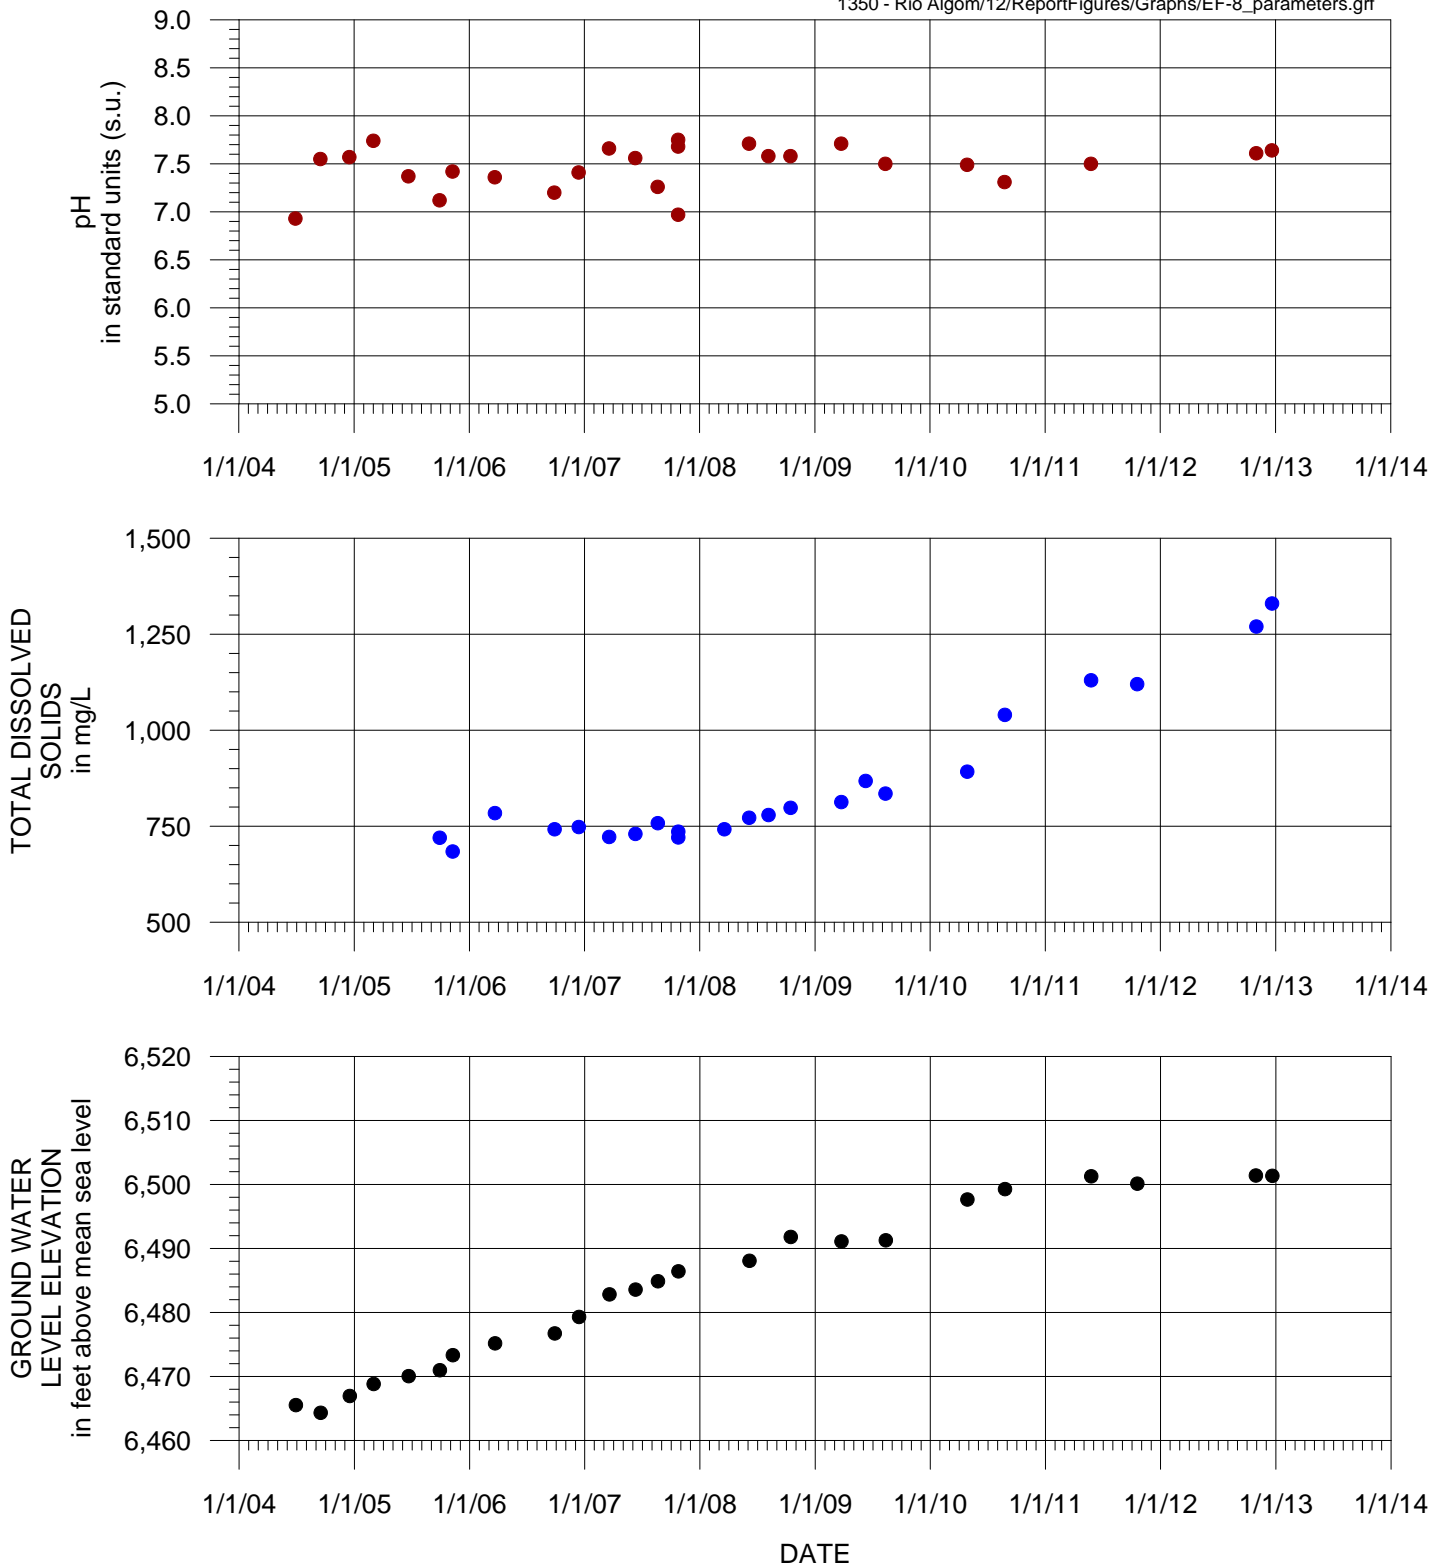 1350 - Rio Algom/12/ReportFigures/Graphs/EF-8_parameters.grf
pH
in standard units (s.u.)
9.0
8.5
8.0
7.5
7.0
6.5
6.0
5.5
5.0
1/1/04 1/1/05 1/1/06 1/1/07 1/1/08 1/1/09 1/1/10 1/1/11 1/1/12 1/1/13 1/1/14
TOTAL DISSOLVED
SOLIDS
in mg/L
1,500
1,250
1,000
750
500
1/1/04 1/1/05 1/1/06 1/1/07 1/1/08 1/1/09 1/1/10 1/1/11 1/1/12 1/1/13 1/1/14
GROUND WATER
LEVEL ELEVATION
in feet above mean sea level
6,520
6,510
6,500
6,490
6,480
6,470
6,460
1/1/04 1/1/05 1/1/06 1/1/07 1/1/08 1/1/09 1/1/10 1/1/11 1/1/12 1/1/13 1/1/14
DATE